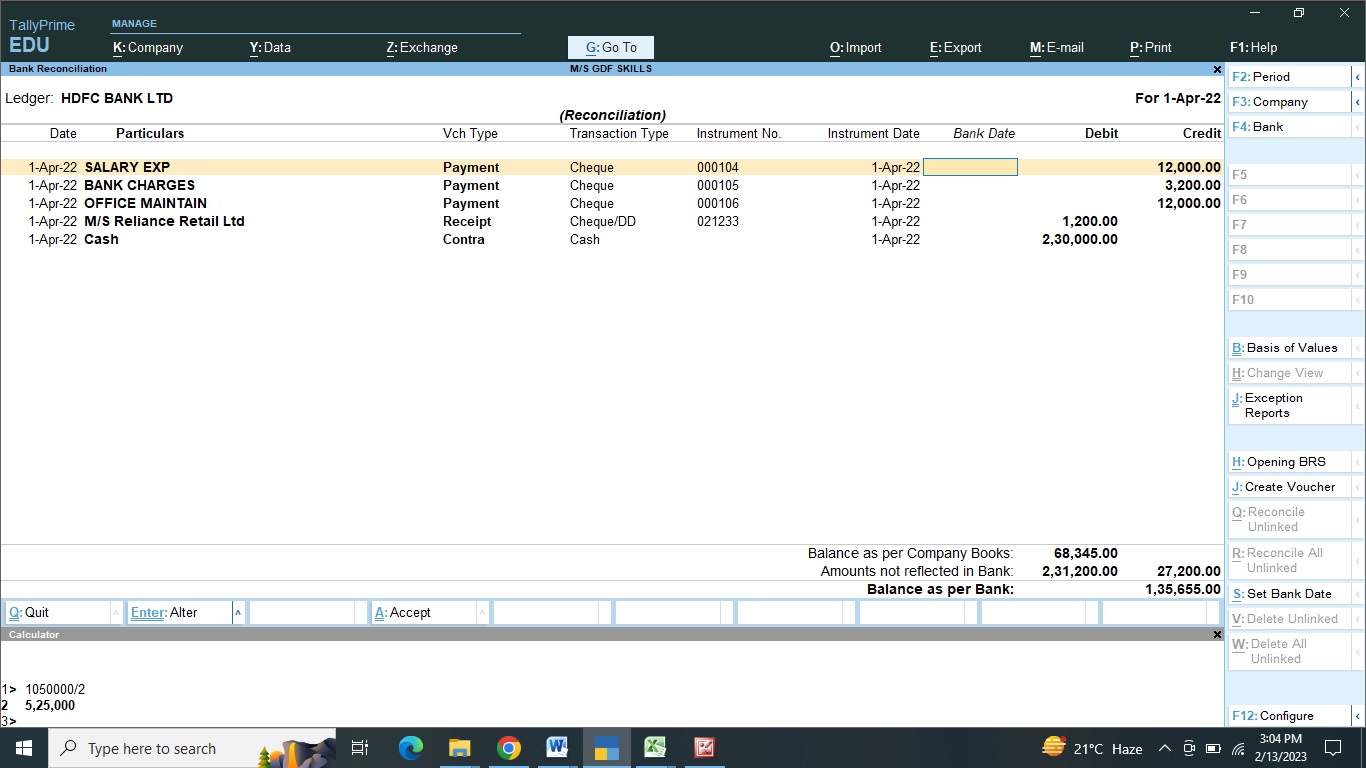 TallyPrime
EDU
MANAGE
K: Company Y: Data Z: Exchange G: Go To O: Import E: Export M: E-mail P: Print F1: Help
Bank Reconciliation M/S GDF SKILLS x
Ledger: HDFC BANK LTD For 1-Apr-22
(Reconciliation)
Date Particulars Vch Type Transaction Type Instrument No. Instrument Date Bank Date Debit Credit
1-Apr-22 SALARY EXP Payment Cheque 000104 1-Apr-22 12,000.00
1-Apr-22 BANK CHARGES Payment Cheque 000105 1-Apr-22 3,200.00
1-Apr-22 OFFICE MAINTAIN Payment Cheque 000106 1-Apr-22 12,000.00
1-Apr-22 M/S Reliance Retail Ltd Receipt Cheque/DD 021233 1-Apr-22 1,200.00
1-Apr-22 Cash Contra Cash 1-Apr-22 2,30,000.00
Balance as per Company Books: 68,345.00
Amounts not reflected in Bank: 2,31,200.00 27,200.00
Balance as per Bank: 1,35,655.00
Q: Quit Enter: Alter A: Accept
Calculator x
1> 1050000/2
2 5,25,000
3>
F2: Period
F3: Company
F4: Bank
F5
F6
F7
F8
F9
F10
B: Basis of Values
H: Change View
J: Exception
Reports
H: Opening BRS
J: Create Voucher
Q: Reconcile
Unlinked
R: Reconcile All
Unlinked
S: Set Bank Date
V: Delete Unlinked
W: Delete All
Unlinked
F12: Configure
Type here to search
21°C Haze
3:04 PM
2/13/2023